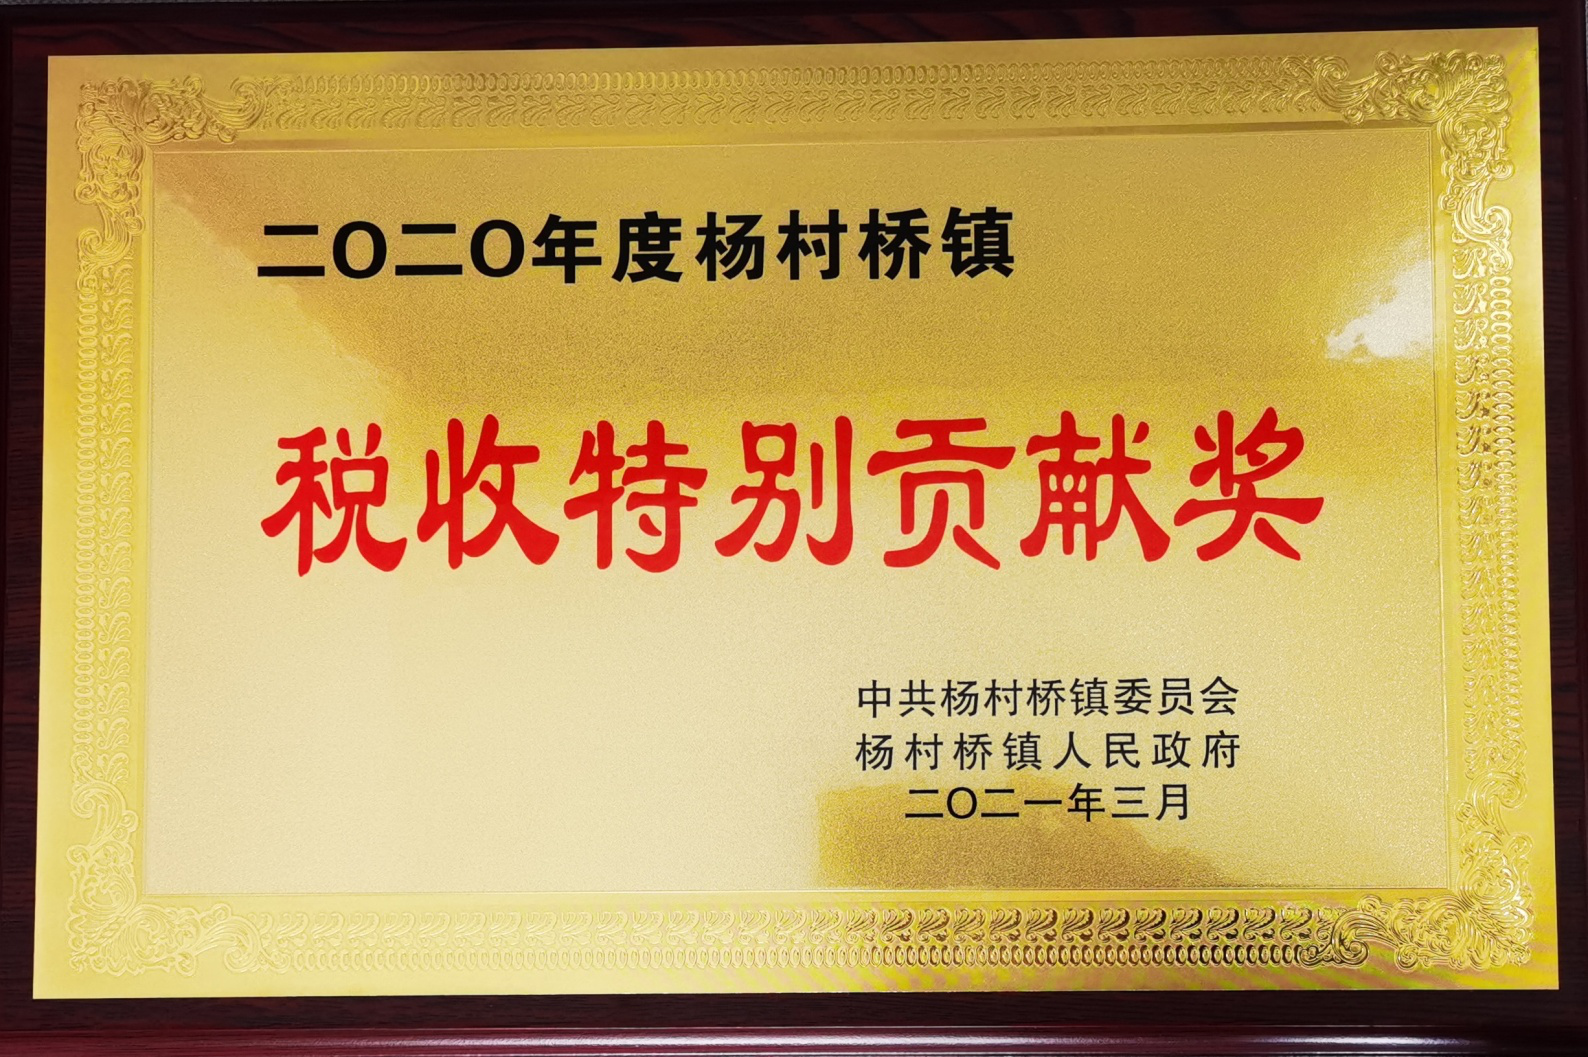 二〇二〇年度杨村桥镇
税收特别贡献奖
中共杨村桥镇委员会
杨村桥镇人民政府
二〇二一年三月